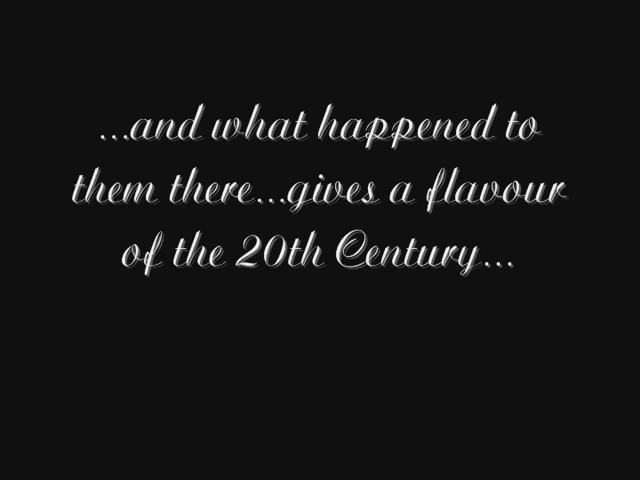 ...and what happened to
them there...gives a flavour
of the 20th Century...